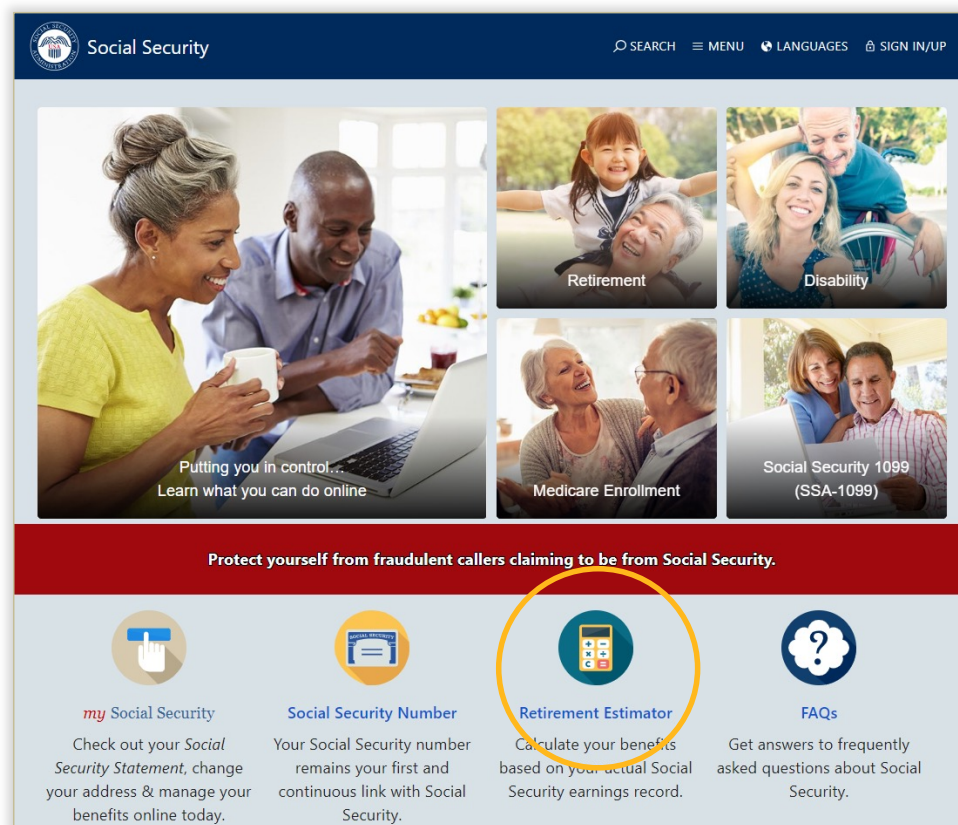 Social Security
SEARCH MENU LANGUAGES SIGN IN/UP
Putting you in control...
Learn what you can do online
Retirement
Disability
Medicare Enrollment
Social Security 1099
(SSA-1099)
Protect yourself from fraudulent callers claiming to be from Social Security.
my Social Security
Check out your Social
Security Statement, change
your address & manage your
benefits online today.
SOCIAL SECURITY
Social Security Number
Your Social Security number
remains your first and
continuous link with Social
Security.
Retirement Estimator
Calculate your benefits
based on your actual Social
Security earnings record.
?
FAQs
Get answers to frequently
asked questions about Social
Security.